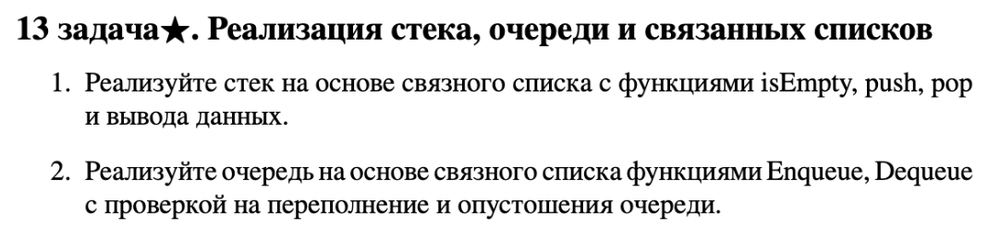 13 задача★. Реализация стека, очереди и связанных списков
1. Реализуйте стек на основе связного списка с функциями isEmpty, push, pop
и вывода данных.
2. Реализуйте очередь на основе связного списка функциями Enqueue, Dequeue
с проверкой на переполнение и опустошения очереди.